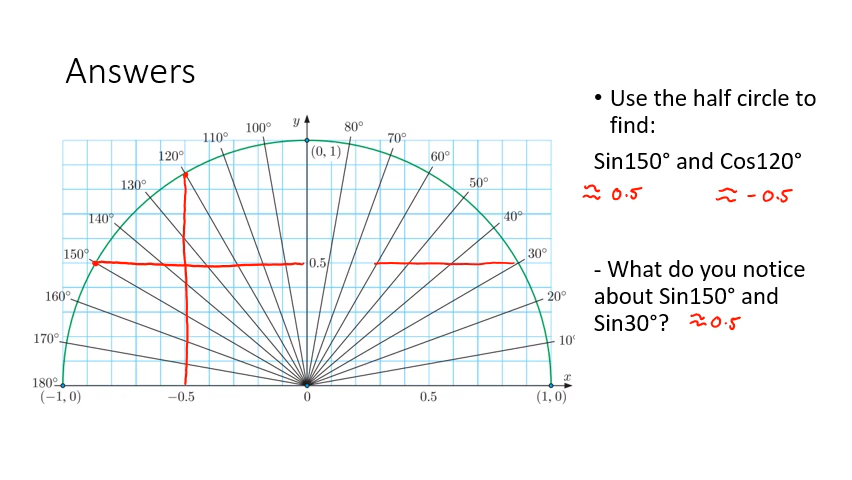 Answers
• Use the half circle to
find:
Sin150° and Cos120°
≈ 0.5 ≈ -0.5
- What do you notice
about Sin150° and
Sin30°? ≈0.5
y
100° 80°
110° 70°
(0, 1)
120° 60°
130° 50°
140° 40°
150° 0.5 30°
160° 20°
170° 10°
180° x
(−1, 0) −0.5 0 0.5 (1, 0)